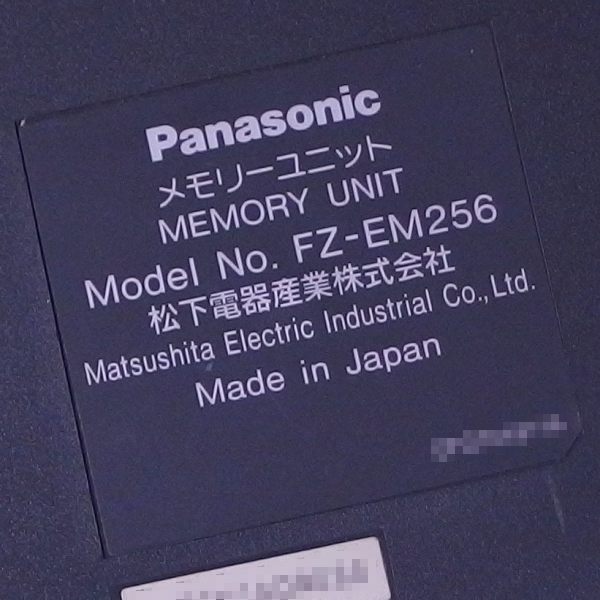 Panasonic
メモリーユニット
MEMORY UNIT
Model No. FZ-EM256
松下電器産業株式会社
Matsushita Electric Industrial Co., Ltd.
Made in Japan